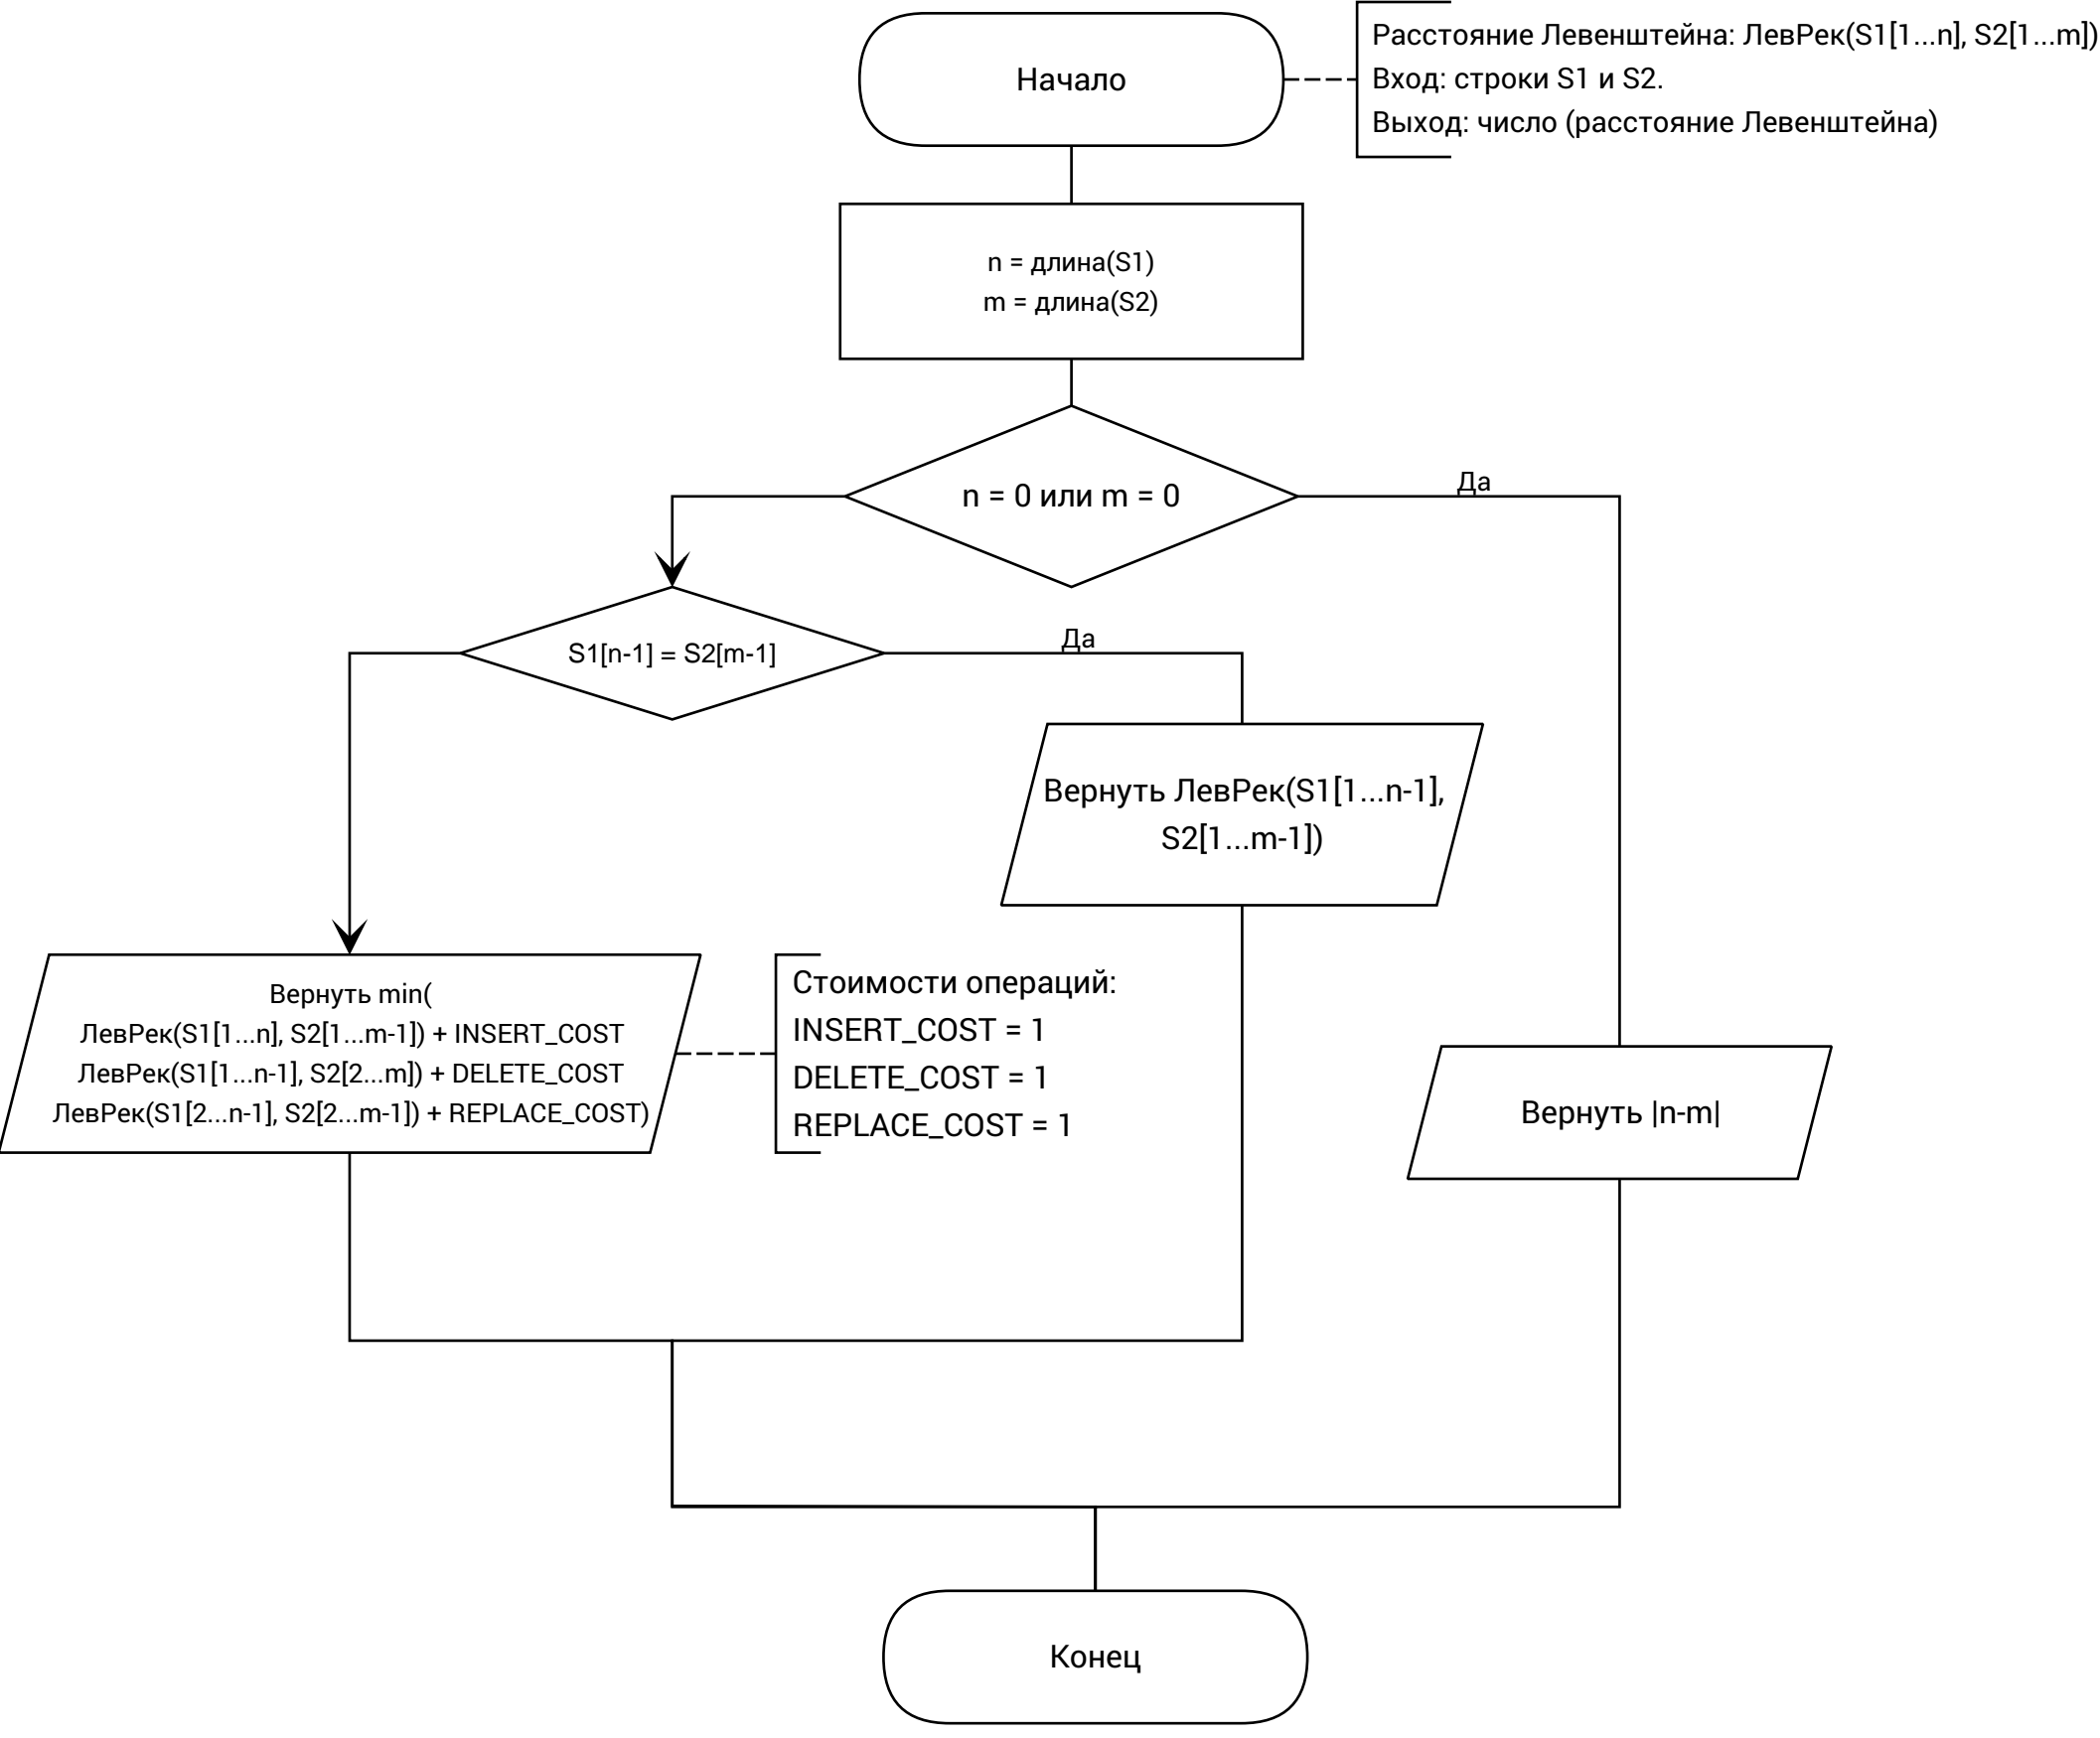 Начало
Расстояние Левенштейна: ЛевРек(S1[1...n], S2[1...m])
Вход: строки S1 и S2.
Выход: число (расстояние Левенштейна)
n = длина(S1)
m = длина(S2)
n = 0 или m = 0
Да
S1[n-1] = S2[m-1]
Да
Вернуть ЛевРек(S1[1...n-1],
S2[1...m-1])
Вернуть min(
ЛевРек(S1[1...n], S2[1...m-1]) + INSERT_COST
ЛевРек(S1[1...n-1], S2[2...m]) + DELETE_COST
ЛевРек(S1[2...n-1], S2[2...m-1]) + REPLACE_COST)
Стоимости операций:
INSERT_COST = 1
DELETE_COST = 1
REPLACE_COST = 1
Вернуть |n-m|
Конец